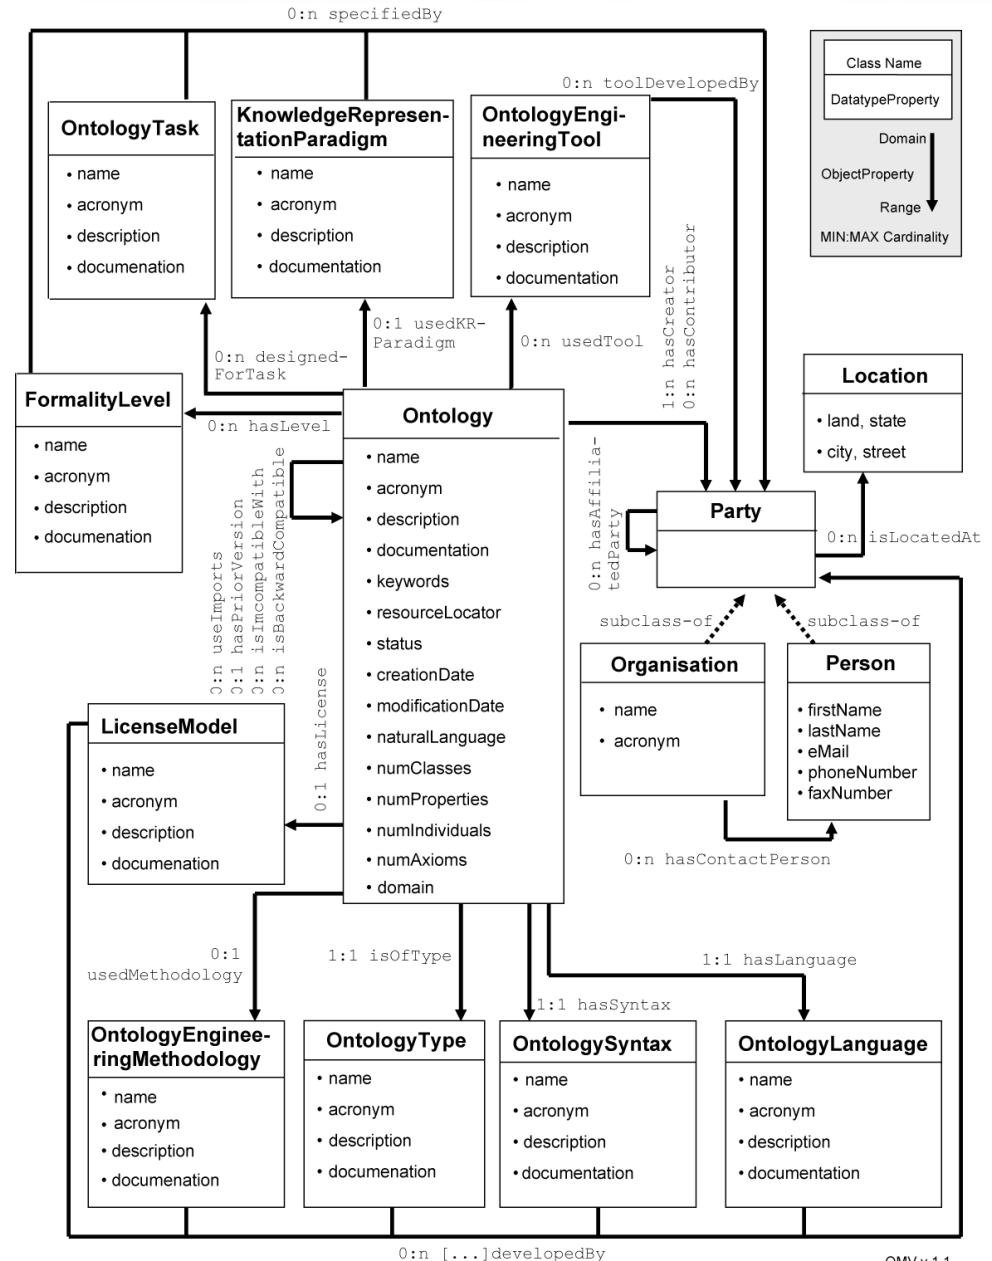 0:n specifiedBy
Class Name
DatatypeProperty
Domain
ObjectProperty
Range
MIN:MAX Cardinality
0:n toolDevelopedBy
OntologyTask
• name
• acronym
• description
• documenation
KnowledgeRepresen-
tationParadigm
• name
• acronym
• description
• documentation
OntologyEngi-
neeringTool
• name
• acronym
• description
• documentation
1:n hasCreator
0:n hasContributor
0:n designed-
ForTask
0:1 usedKR-
Paradigm
0:n usedTool
FormalityLevel
• name
• acronym
• description
• documenation
0:n hasLevel
Ontology
• name
• acronym
• description
• documentation
• keywords
• resourceLocator
• status
• creationDate
• modificationDate
• naturalLanguage
• numClasses
• numProperties
• numIndividuals
• numAxioms
• domain
Location
• land, state
• city, street
0:n useImports
0:1 hasPriorVersion
0:n isImcompatibleWith
0:n isBackwardCompatible
0:n hasAffilia-
tedParty
Party
0:n isLocatedAt
subclass-of
subclass-of
Organisation
• name
• acronym
Person
• firstName
• lastName
• eMail
• phoneNumber
• faxNumber
0:n hasContactPerson
LicenseModel
• name
• acronym
• description
• documenation
0:1 hasLicense
0:1
usedMethodology
1:1 isOfType
1:1 hasSyntax
1:1 hasLanguage
OntologyEnginee-
ringMethodology
• name
• acronym
• description
• documenation
OntologyType
• name
• acronym
• description
• documenation
OntologySyntax
• name
• acronym
• description
• documentation
OntologyLanguage
• name
• acronym
• description
• documentation
0:n [...]developedBy
OMV v 1.1